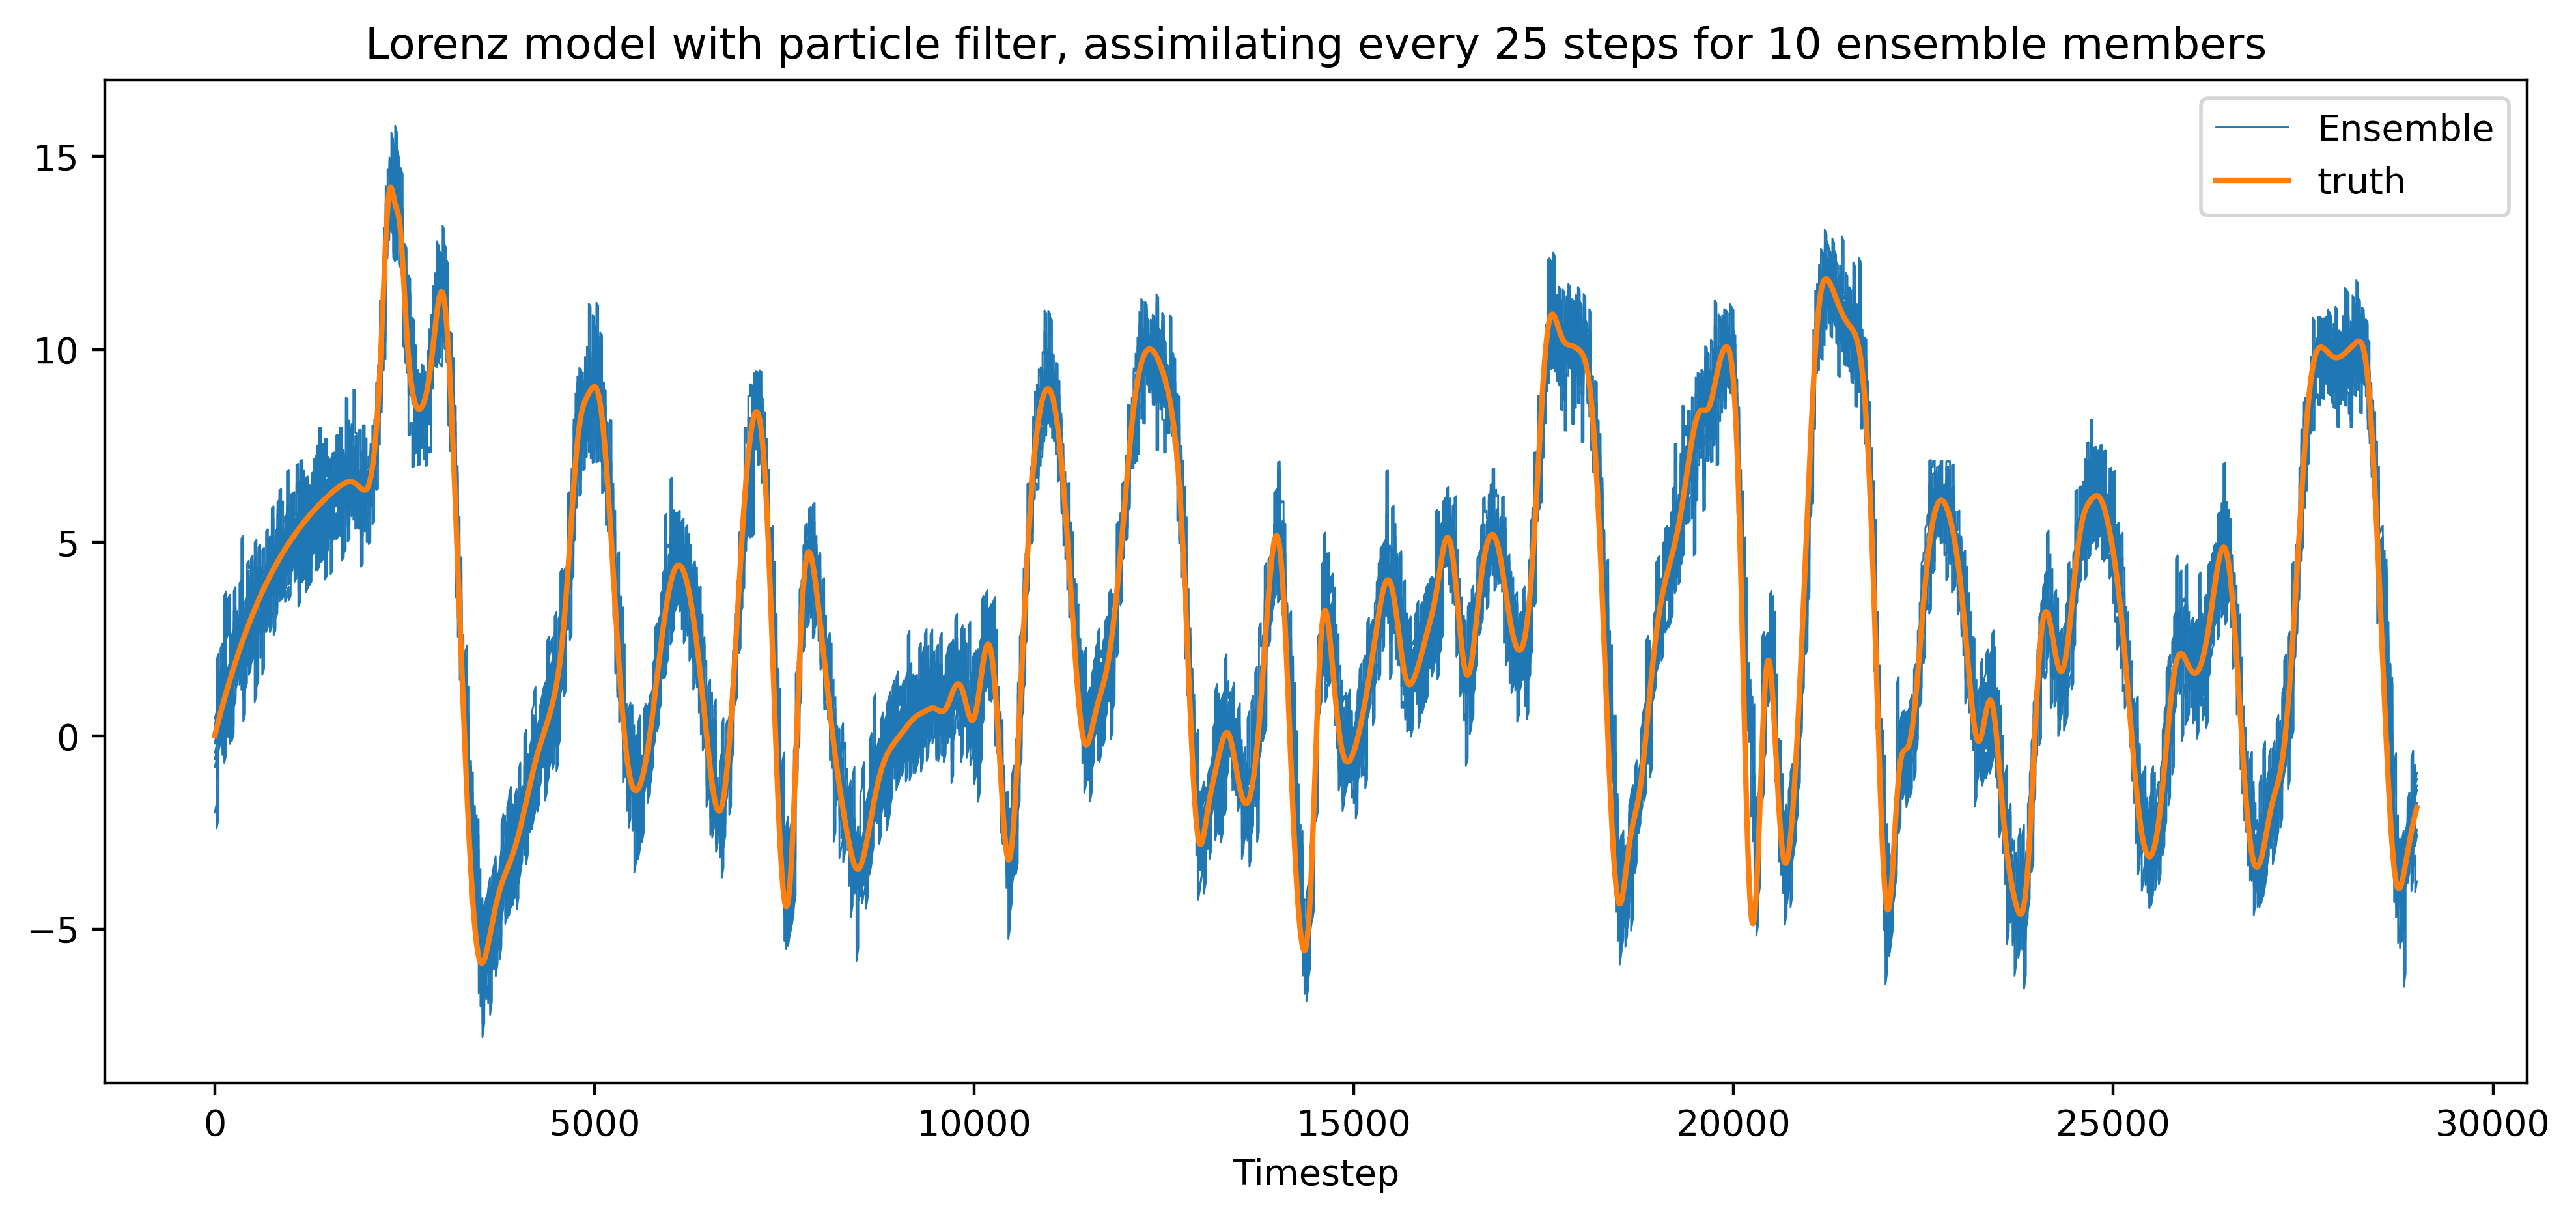 Lorenz model with particle filter, assimilating every 25 steps for 10 ensemble members
Ensemble
truth
15
10
5
0
−5
0 5000 10000 15000 20000 25000 30000
Timestep